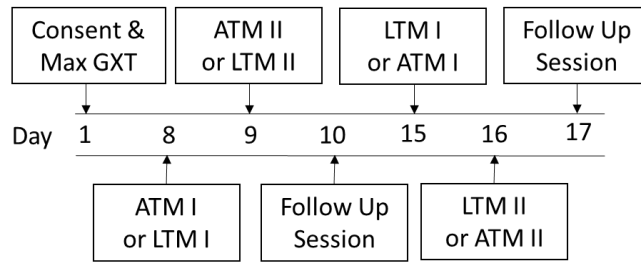 Consent &
Max GXT
ATM II
or LTM II
LTM I
or ATM I
Follow Up
Session
Day 1 8 9 10 15 16 17
ATM I
or LTM I
Follow Up
Session
LTM II
or ATM II